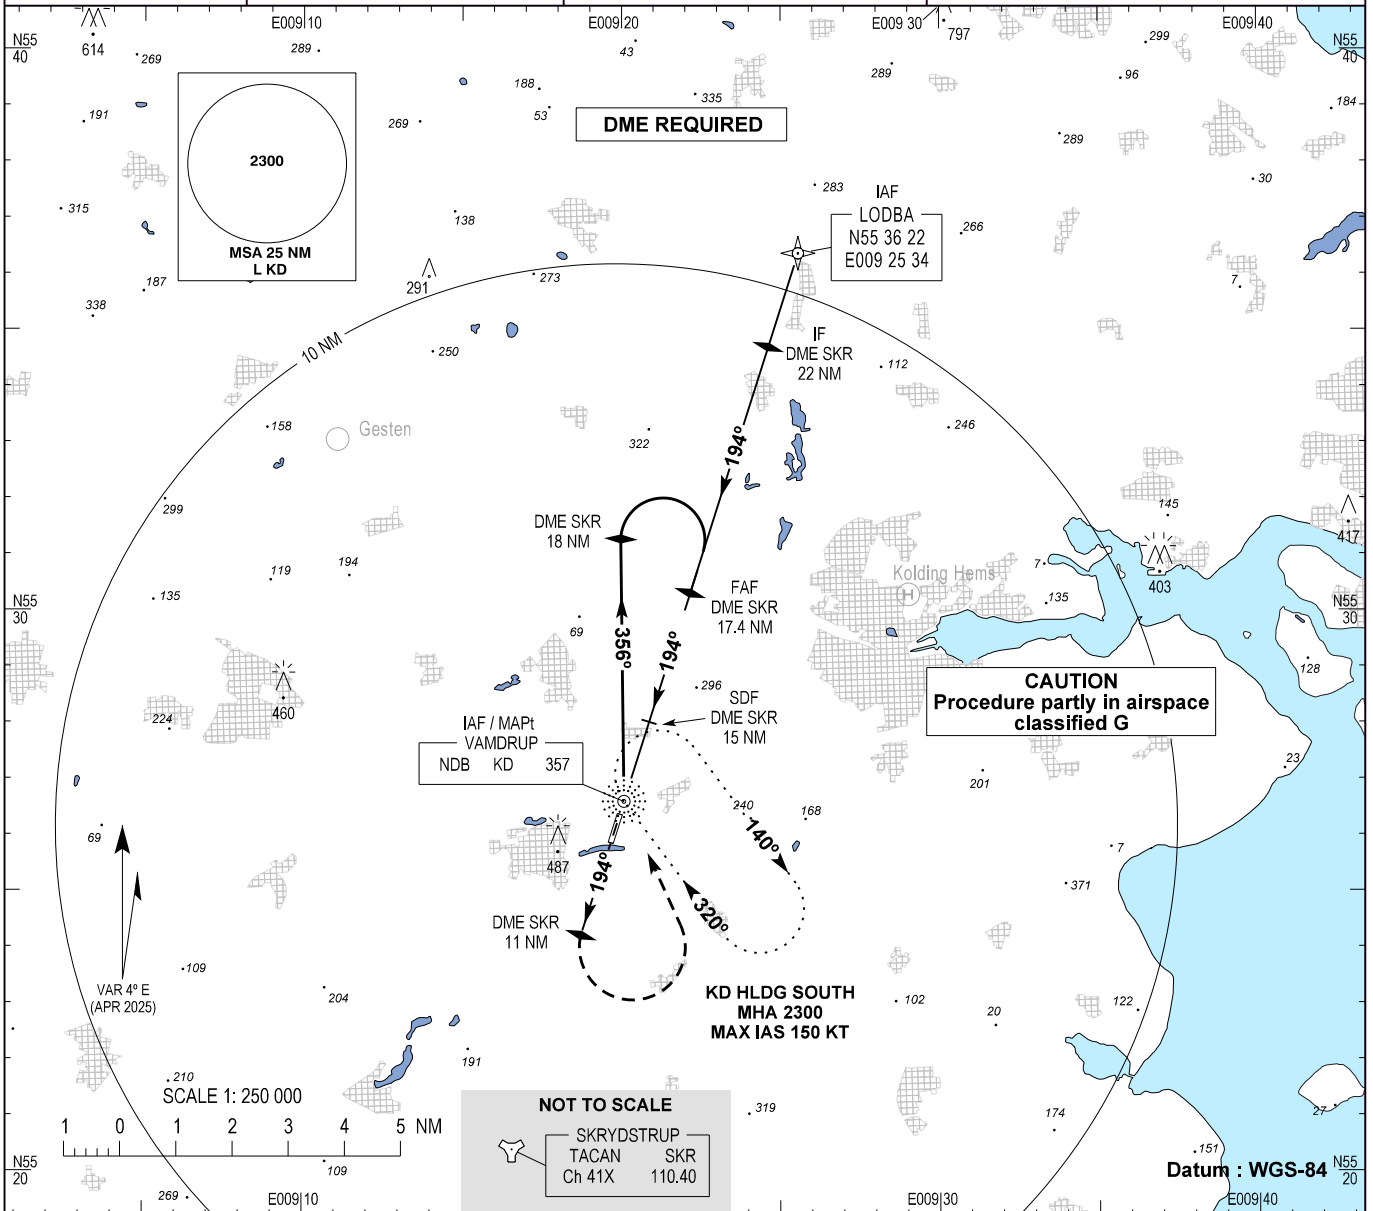 E009 10
E009 20
E009 30
E009 40
N55
40
N55
40
614
269
289
43
188
53
335
289
797
299
96
184
191
269
289
2300
DME REQUIRED
30
315
138
283
IAF
LODBA
N55 36 22
E009 25 34
266
MSA 25 NM
L KD
187
291
273
7
338
10 NM
250
IF
DME SKR
22 NM
112
158
Gesten
322
246
194º
299
DME SKR
18 NM
145
417
119
194
Kolding Hems
H
7
403
135
FAF
DME SKR
17.4 NM
135
N55
30
N55
30
69
356º
194º
128
296
SDF
DME SKR
15 NM
CAUTION
Procedure partly in airspace
classified G
460
224
IAF / MAPt
VAMDRUP
NDB KD 357
23
201
240
168
140º
69
487
7
194º
371
320º
DME SKR
11 NM
109
VAR 4º E
(APR 2025)
204
KD HLDG SOUTH
MHA 2300
MAX IAS 150 KT
102
20
122
191
210
SCALE 1: 250 000
1 0 1 2 3 4 5 NM
NOT TO SCALE
SKRYDSTRUP
TACAN SKR
Ch 41X 110.40
319
174
27
151
109
N55
20
N55
20
Datum : WGS-84
269
E009 10
E009 30
E009 40